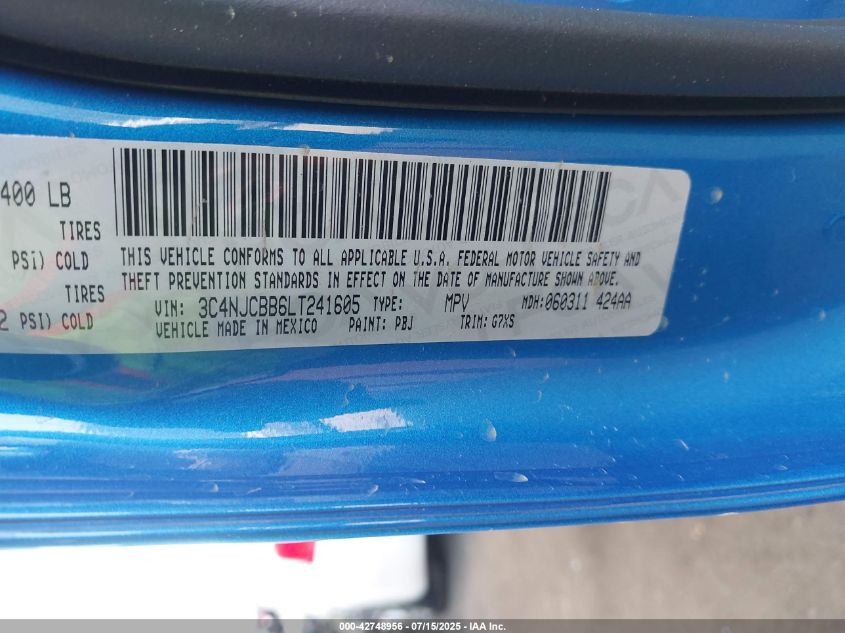 400 LB
TIRES
PSi) COLD
TIRES
2 PSI) COLD
THIS VEHICLE CONFORMS TO ALL APPLICABLE U.S.A. FEDERAL MOTOR VEHICLE SAFETY AND
THEFT PREVENTION STANDARDS IN EFFECT ON THE DATE OF MANUFACTURE SHOWN ABOVE.
VIN: 3C4NJCBB6LT241605 TYPE: MPV MDH:060311 424AA
VEHICLE MADE IN MEXICO PAINT: PBJ TRIM: G7XS
000-42748956 - 07/15/2025 - IAA Inc.